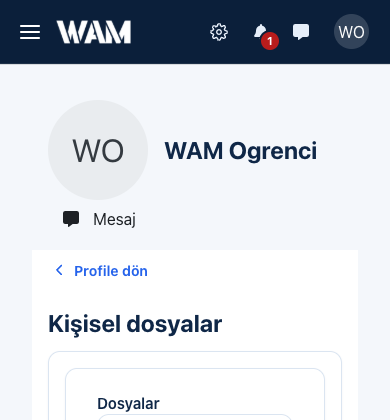 WAM
1
WO
WO
WAM Ogrenci
Mesaj
Profile dön
Kişisel dosyalar
Dosyalar